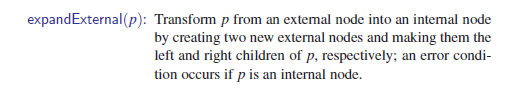 expandExternal(p): Transform p from an external node into an internal node
by creating two new external nodes and making them the
left and right children of p, respectively; an error condi-
tion occurs if p is an internal node.